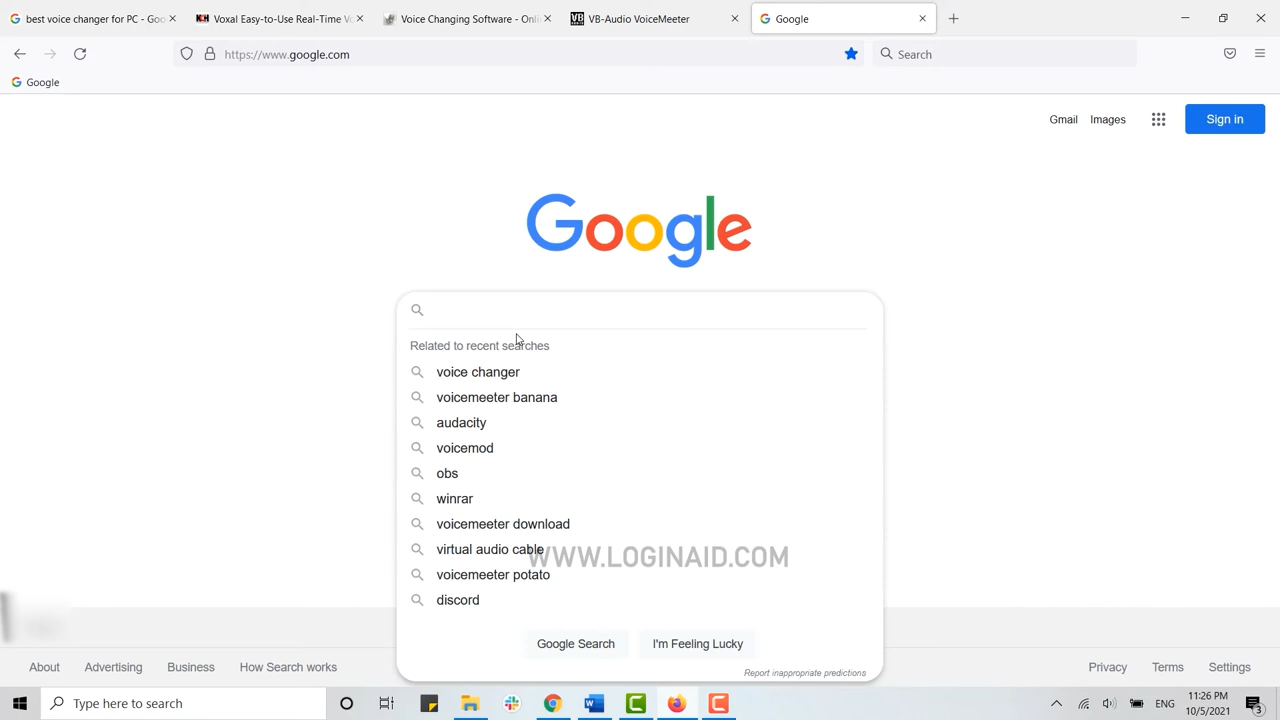 best voice changer for PC - Goo
Voxal Easy-to-Use Real-Time Vo
Voice Changing Software - Onli
VB-Audio VoiceMeeter
Google
https://www.google.com
Search
Google
Gmail
Images
Sign in
Google
Related to recent searches
voice changer
voicemeeter banana
audacity
voicemod
obs
winrar
voicemeeter download
virtual audio cable
WWW.LOGINAID.COM
voicemeeter potato
discord
Google Search
I'm Feeling Lucky
Report inappropriate predictions
About
Advertising
Business
How Search works
Privacy
Terms
Settings
Type here to search
ENG
11:26 PM
10/5/2021
3